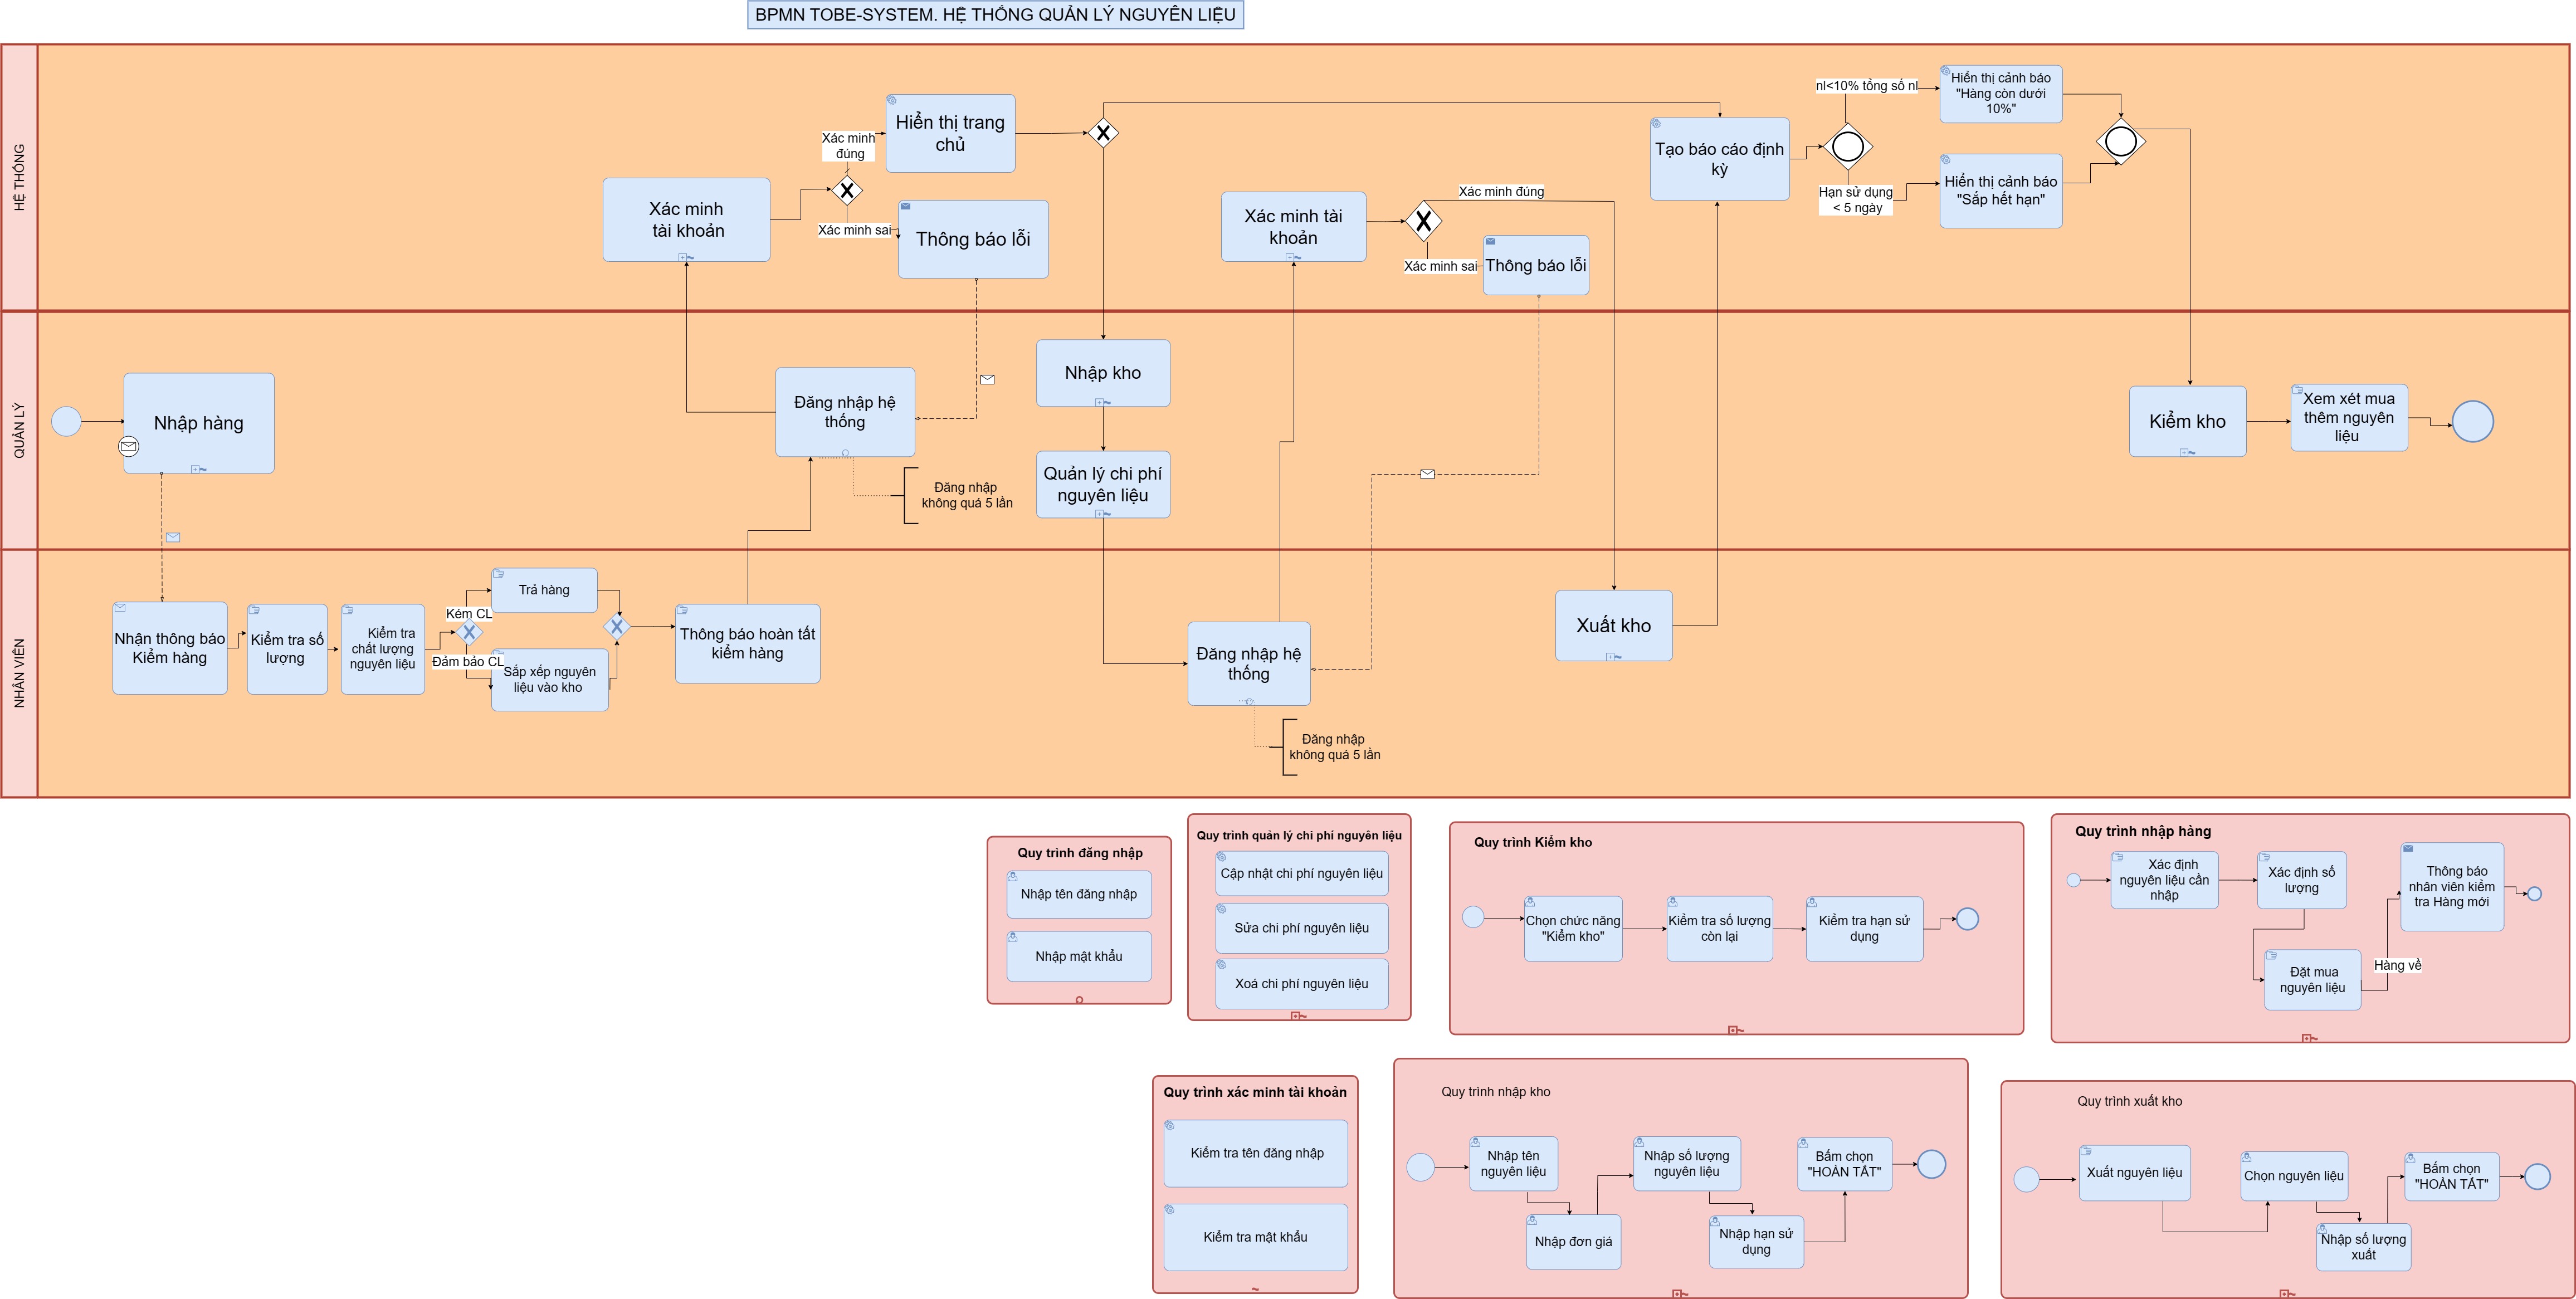 BPMN TOBE-SYSTEM. HỆ THỐNG QUẢN LÝ NGUYÊN LIỆU
HỆ THỐNG
Xác minh
tài khoản
Xác minh
đúng
Xác minh sai
Hiển thị trang
chủ
Thông báo lỗi
Xác minh tài
khoản
Xác minh đúng
Xác minh sai
Thông báo lỗi
Tạo báo cáo định
kỳ
nl<10% tổng số nl
Hạn sử dụng
< 5 ngày
Hiển thị cảnh báo
"Hàng còn dưới
10%"
Hiển thị cảnh báo
"Sắp hết hạn"
QUẢN LÝ
Nhập hàng
Đăng nhập hệ
thống
Đăng nhập
không quá 5 lần
Nhập kho
Quản lý chi phí
nguyên liệu
Kiểm kho
Xem xét mua
thêm nguyên
liệu
NHÂN VIÊN
Nhận thông báo
Kiểm hàng
Kiểm tra số
lượng
Kiểm tra
chất lượng
nguyên liệu
Kém CL
Đảm bảo CL
Trả hàng
Sắp xếp nguyên
liệu vào kho
Thông báo hoàn tất
kiểm hàng
Đăng nhập hệ
thống
Đăng nhập
không quá 5 lần
Xuất kho
Quy trình đăng nhập
Nhập tên đăng nhập
Nhập mật khẩu
Quy trình quản lý chi phí nguyên liệu
Cập nhật chi phí nguyên liệu
Sửa chi phí nguyên liệu
Xoá chi phí nguyên liệu
Quy trình Kiểm kho
Chọn chức năng
"Kiểm kho"
Kiểm tra số lượng
còn lại
Kiểm tra hạn sử
dụng
Quy trình nhập hàng
Xác định
nguyên liệu cần
nhập
Xác định số
lượng
Đặt mua
nguyên liệu
Hàng về
Thông báo
nhân viên kiểm
tra Hàng mới
Quy trình xác minh tài khoản
Kiểm tra tên đăng nhập
Kiểm tra mật khẩu
Quy trình nhập kho
Nhập tên
nguyên liệu
Nhập đơn giá
Nhập số lượng
nguyên liệu
Nhập hạn sử
dụng
Bấm chọn
"HOÀN TẤT"
Quy trình xuất kho
Xuất nguyên liệu
Chọn nguyên liệu
Nhập số lượng
xuất
Bấm chọn
"HOÀN TẤT"